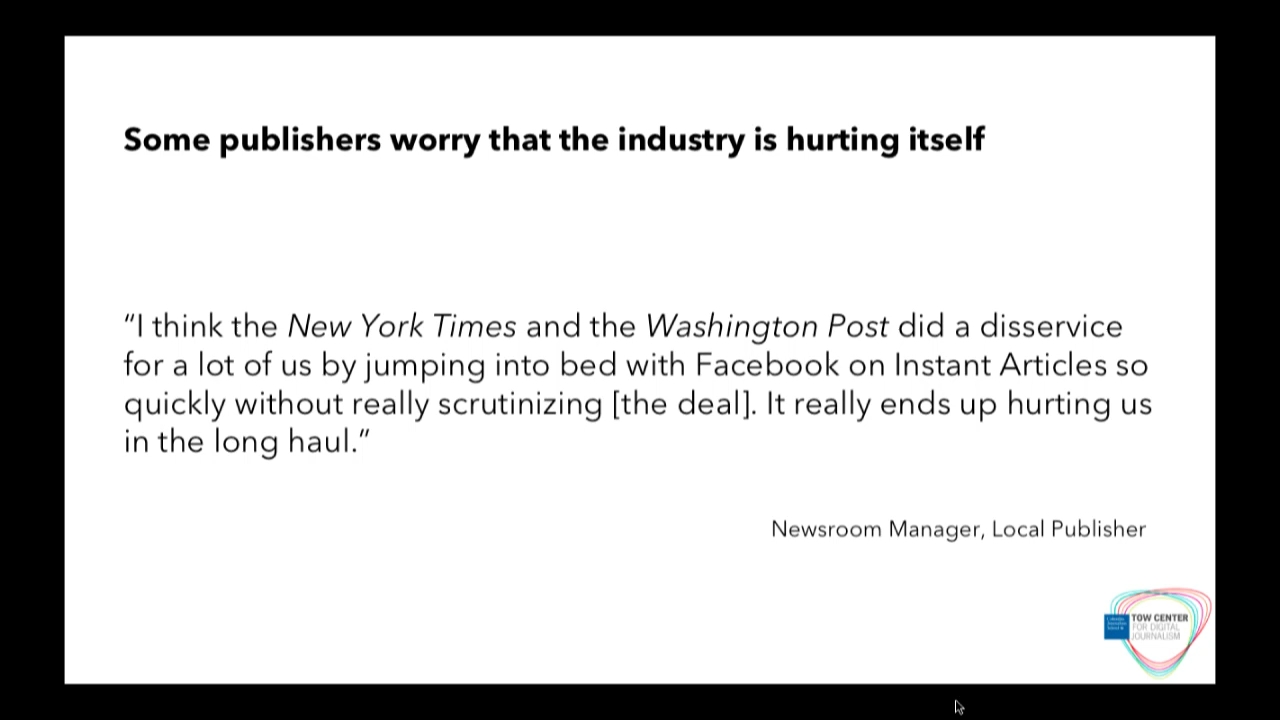 Some publishers worry that the industry is hurting itself
“I think the New York Times and the Washington Post did a disservice
for a lot of us by jumping into bed with Facebook on Instant Articles so
quickly without really scrutinizing [the deal]. It really ends up hurting us
in the long haul.”
Newsroom Manager, Local Publisher
TOW CENTER
FOR DIGITAL
JOURNALISM